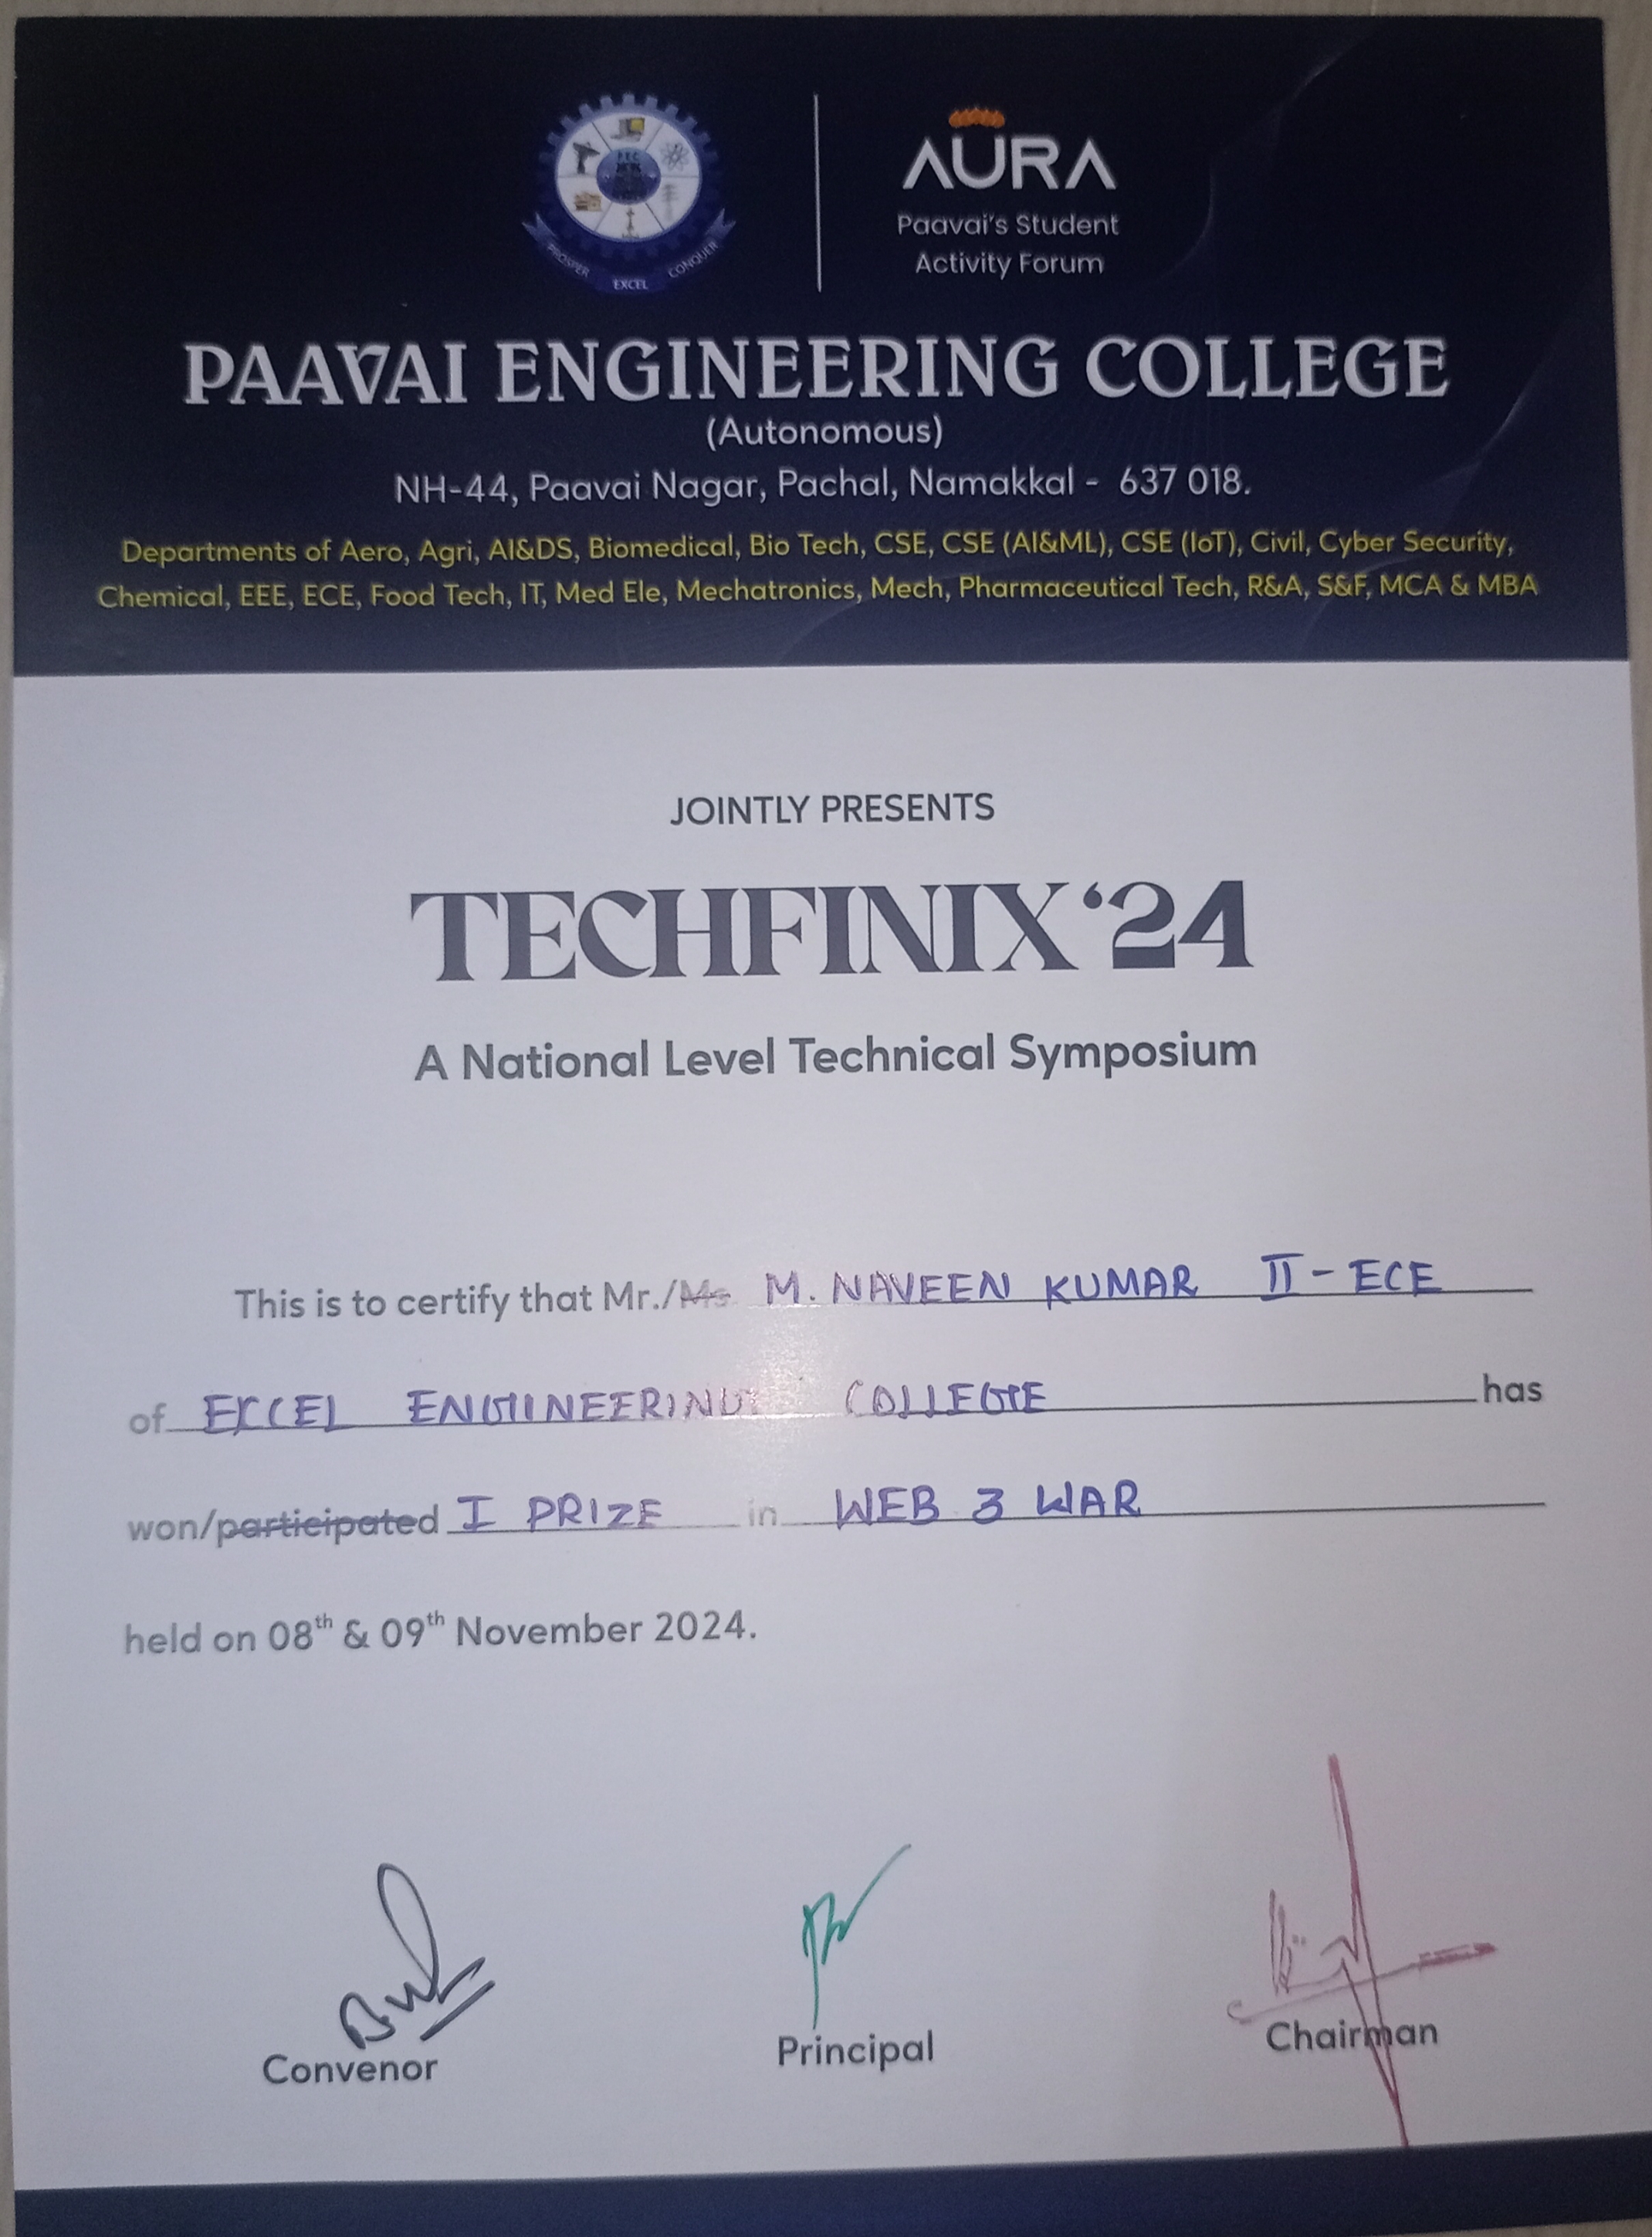 PEC
PROSPER EXCEL CONQUER
AURA
Paavai's Student
Activity Forum
PAAVAI ENGINEERING COLLEGE
(Autonomous)
NH-44, Paavai Nagar, Pachal, Namakkal - 637 018.
Departments of Aero, Agri, AI&DS, Biomedical, Bio Tech, CSE, CSE (AI&ML), CSE (IoT), Civil, Cyber Security,
Chemical, EEE, ECE, Food Tech, IT, Med Ele, Mechatronics, Mech, Pharmaceutical Tech, R&A, S&F, MCA & MBA
JOINTLY PRESENTS
TECHFINIX ‘24
A National Level Technical Symposium
This is to certify that Mr./Ms M. NAVEEN KUMAR II - ECE
of EXCEL ENGINEERING COLLEGE has
won/participated I PRIZE in WEB 3 WAR
held on 08th & 09th November 2024.
Convenor
Principal
Chairman